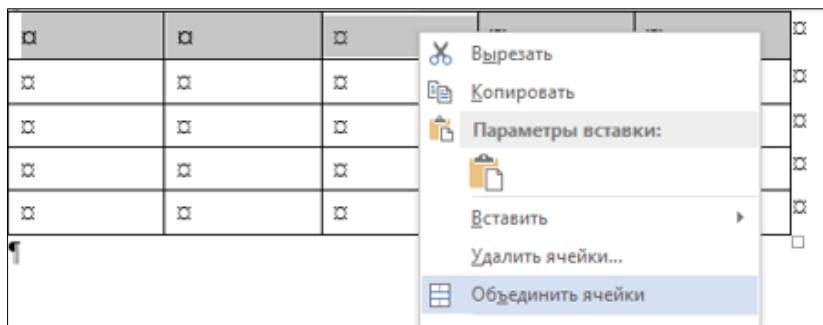 Вырезать
Копировать
Параметры вставки:
Вставить
Удалить ячейки...
Объединить ячейки